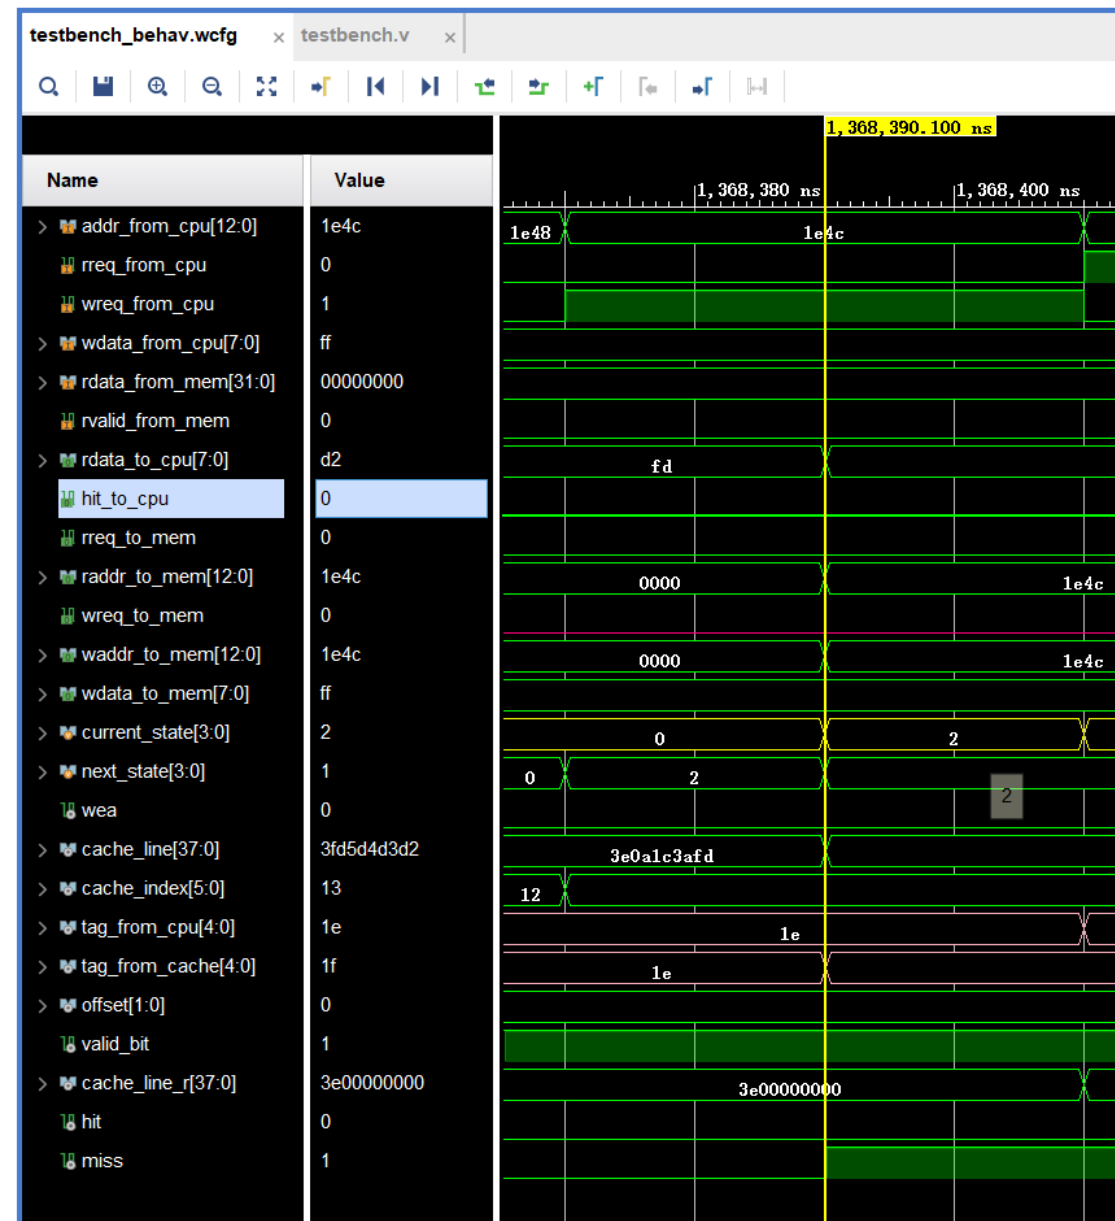 testbench_behav.wcfg × testbench.v ×
1,368,390.100 ns
Name Value
1,368,380 ns 1,368,400 ns
addr_from_cpu[12:0] 1e4c 1e48 1e4c
rreq_from_cpu 0
wreq_from_cpu 1
wdata_from_cpu[7:0] ff
rdata_from_mem[31:0] 00000000
rvalid_from_mem 0
rdata_to_cpu[7:0] d2 fd
hit_to_cpu 0
rreq_to_mem 0
raddr_to_mem[12:0] 1e4c 0000 1e4c
wreq_to_mem 0
waddr_to_mem[12:0] 1e4c 0000 1e4c
wdata_to_mem[7:0] ff
current_state[3:0] 2 0 2
next_state[3:0] 1 0 2
2
wea 0
cache_line[37:0] 3fd5d4d3d2 3e0a1c3afd
cache_index[5:0] 13 12
tag_from_cpu[4:0] 1e 1e
tag_from_cache[4:0] 1f 1e
offset[1:0] 0
valid_bit 1
cache_line_r[37:0] 3e00000000 3e00000000
hit 0
miss 1